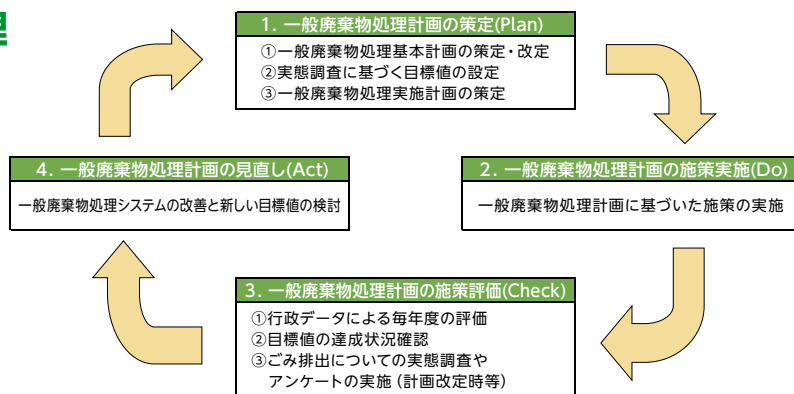 理
1. 一般廃棄物処理計画の策定(Plan)
①一般廃棄物処理基本計画の策定・改定
②実態調査に基づく目標値の設定
③一般廃棄物処理実施計画の策定
4. 一般廃棄物処理計画の見直し(Act)
一般廃棄物処理システムの改善と新しい目標値の検討
2. 一般廃棄物処理計画の施策実施(Do)
一般廃棄物処理計画に基づいた施策の実施
3. 一般廃棄物処理計画の施策評価(Check)
①行政データによる毎年度の評価
②目標値の達成状況確認
③ごみ排出についての実態調査や
アンケートの実施（計画改定時等）